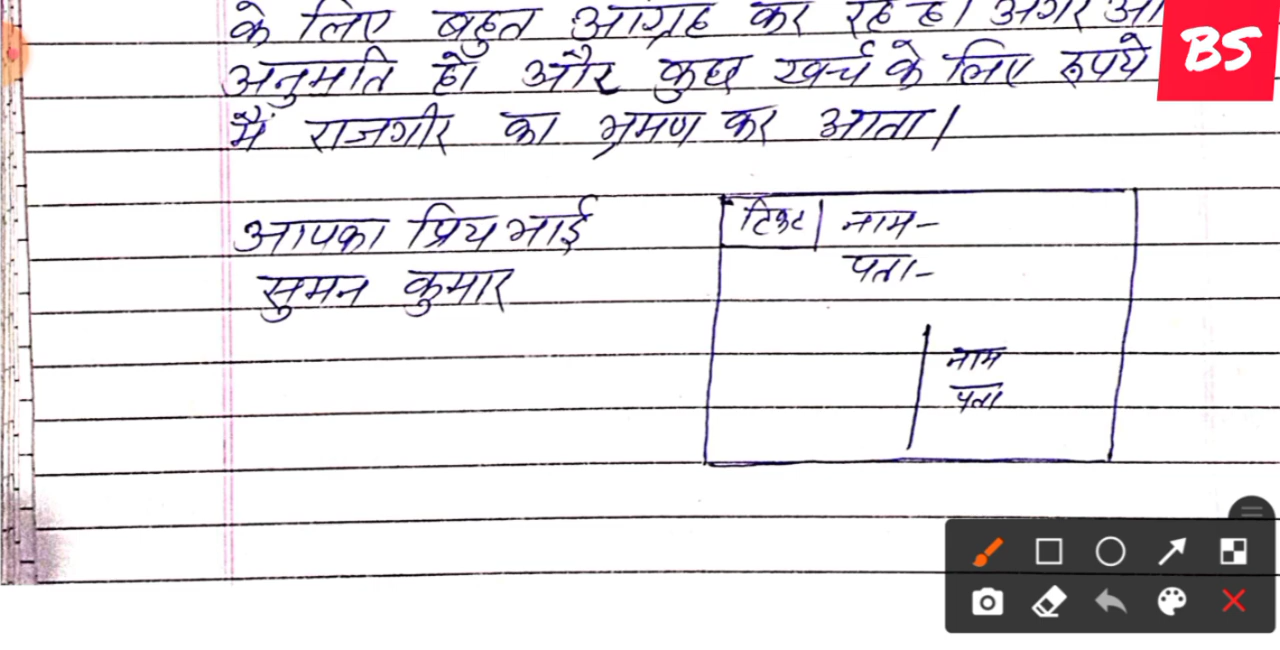 के लिए बहुत आग्रह कर रहे है। अगर आ
अनुमति हो और कुछ खर्च के लिए रूपये
मैं राजगीर का भ्रमण कर आता।
आपका प्रिय भाई
सुमन कुमार
टिकट
नाम-
पता-
नाम
पता
BS